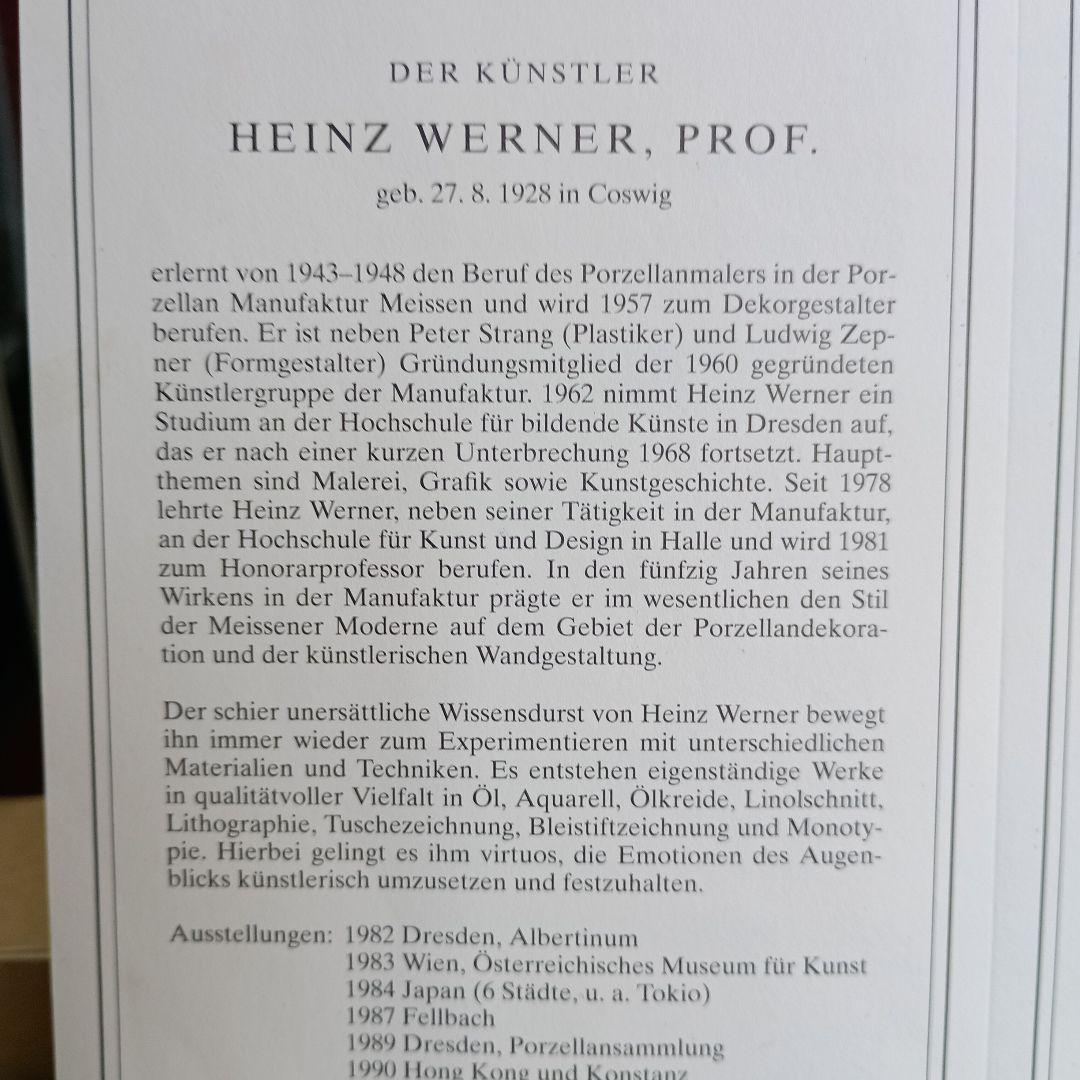 DER KÜNSTLER
HEINZ WERNER, PROF.
geb. 27. 8. 1928 in Coswig
erlernt von 1943–1948 den Beruf des Porzellanmalers in der Por-
zellan Manufaktur Meissen und wird 1957 zum Dekorgestalter
berufen. Er ist neben Peter Strang (Plastiker) und Ludwig Zep-
ner (Formgestalter) Gründungsmitglied der 1960 gegründeten
Künstlergruppe der Manufaktur. 1962 nimmt Heinz Werner ein
Studium an der Hochschule für bildende Künste in Dresden auf,
das er nach einer kurzen Unterbrechung 1968 fortsetzt. Haupt-
themen sind Malerei, Grafik sowie Kunstgeschichte. Seit 1978
lehrte Heinz Werner, neben seiner Tätigkeit in der Manufaktur,
an der Hochschule für Kunst und Design in Halle und wird 1981
zum Honorarprofessor berufen. In den fünfzig Jahren seines
Wirkens in der Manufaktur prägte er im wesentlichen den Stil
der Meissener Moderne auf dem Gebiet der Porzellandekora-
tion und der künstlerischen Wandgestaltung.
Der schier unersättliche Wissensdurst von Heinz Werner bewegt
ihn immer wieder zum Experimentieren mit unterschiedlichen
Materialien und Techniken. Es entstehen eigenständige Werke
in qualitätvoller Vielfalt in Öl, Aquarell, Ölkreide, Linolschnitt,
Lithographie, Tuschezeichnung, Bleistiftzeichnung und Monoty-
pie. Hierbei gelingt es ihm virtuos, die Emotionen des Augen-
blicks künstlerisch umzusetzen und festzuhalten.
Ausstellungen: 1982 Dresden, Albertinum
1983 Wien, Österreichisches Museum für Kunst
1984 Japan (6 Städte, u. a. Tokio)
1987 Fellbach
1989 Dresden, Porzellansammlung
1990 Hong Kong und Konstanz